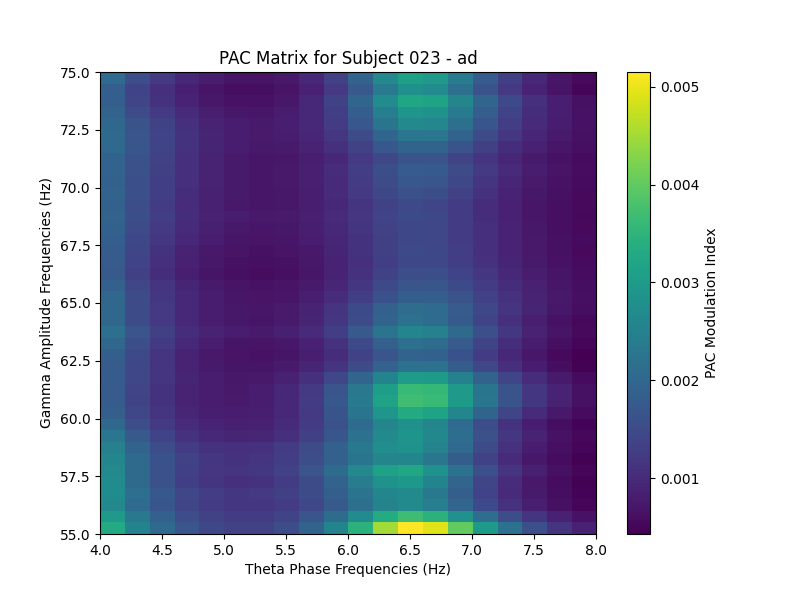 PAC Matrix for Subject 023 - ad
75.0
72.5
70.0
67.5
65.0
62.5
60.0
57.5
55.0
Gamma Amplitude Frequencies (Hz)
4.0 4.5 5.0 5.5 6.0 6.5 7.0 7.5 8.0
Theta Phase Frequencies (Hz)
0.005
0.004
0.003
0.002
0.001
PAC Modulation Index